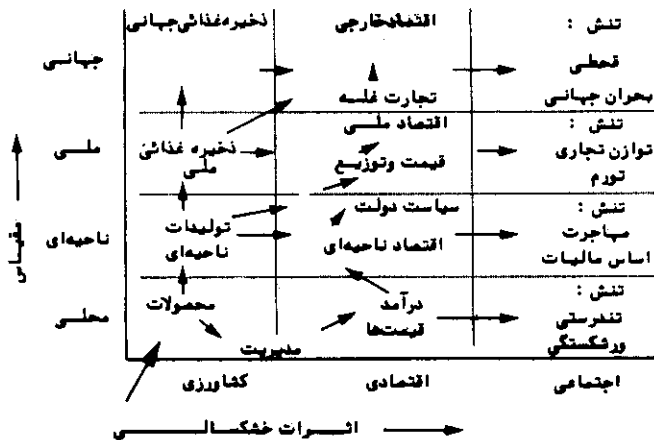 ذخیره غذائی جهانی
اقتصاد خارجی
تنش :
قحطی
بحران جهانی
جهانی
تجارت غله
اقتصاد ملی
قیمت و توزیع
تنش :
توازن تجاری
تورم
ملی
ذخیره غذائی
ملی
سیاست دولت
اقتصاد ناحیه‌ای
تنش :
مهاجرت
اساس مالیات
ناحیه‌ای
تولیدات
ناحیه‌ای
درآمد
قیمت‌ها
تنش :
تندرستی
ورشکستگی
محلی
محصولات
مدیریت
مقیاس
کشاورزی
اقتصادی
اجتماعی
اثرات خشکسالی